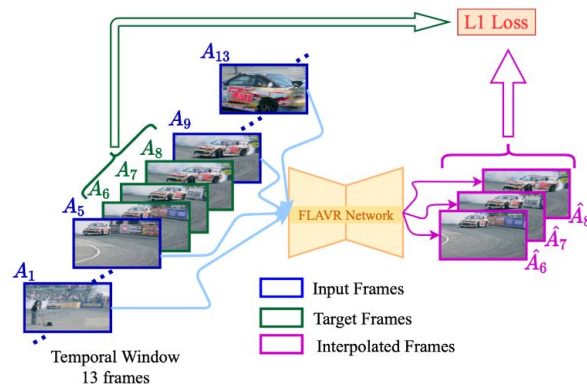 L1 Loss
A₁₃
A₉
A₈
A₇
A₆
A₅
A₁
FLAVR Network
Â₈
Â₇
Â₆
Input Frames
Target Frames
Interpolated Frames
Temporal Window
13 frames